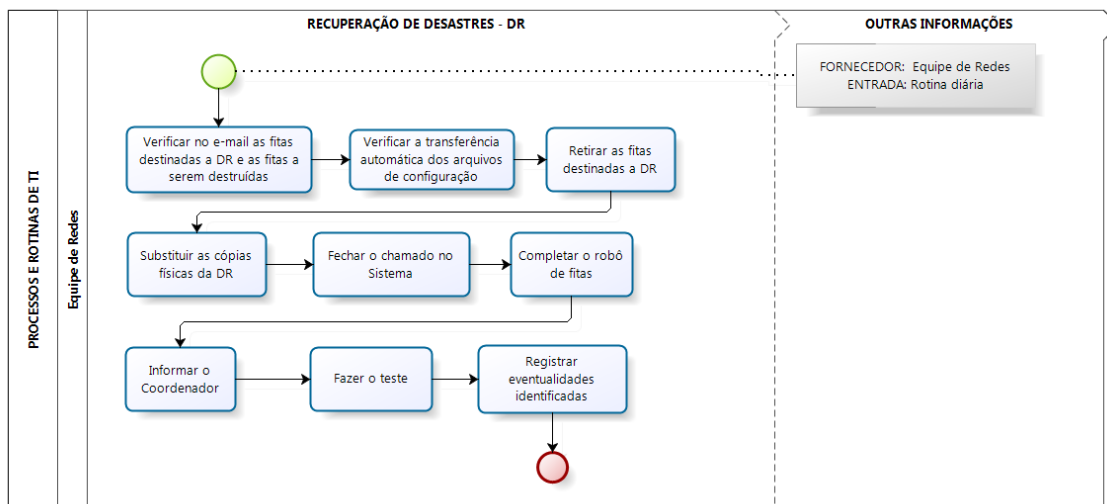 RECUPERAÇÃO DE DESASTRES - DR
OUTRAS INFORMAÇÕES
PROCESSOS E ROTINAS DE TI
Equipe de Redes
FORNECEDOR:  Equipe de Redes
ENTRADA: Rotina diária
Verificar no e-mail as fitas
destinadas a DR e as fitas a
serem destruídas
Verificar a transferência
automática dos arquivos
de configuração
Retirar as fitas
destinadas a DR
Substituir as cópias
físicas da DR
Fechar o chamado no
Sistema
Completar o robô
de fitas
Informar o
Coordenador
Fazer o teste
Registrar
eventualidades
identificadas